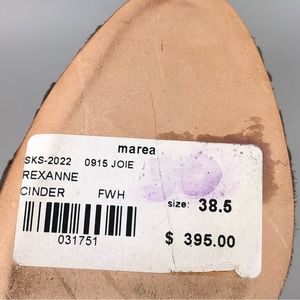 marea
SKS-2022 0915 JOIE
REXANNE
CINDER FWH
size: 38.5
031751
$ 395.00